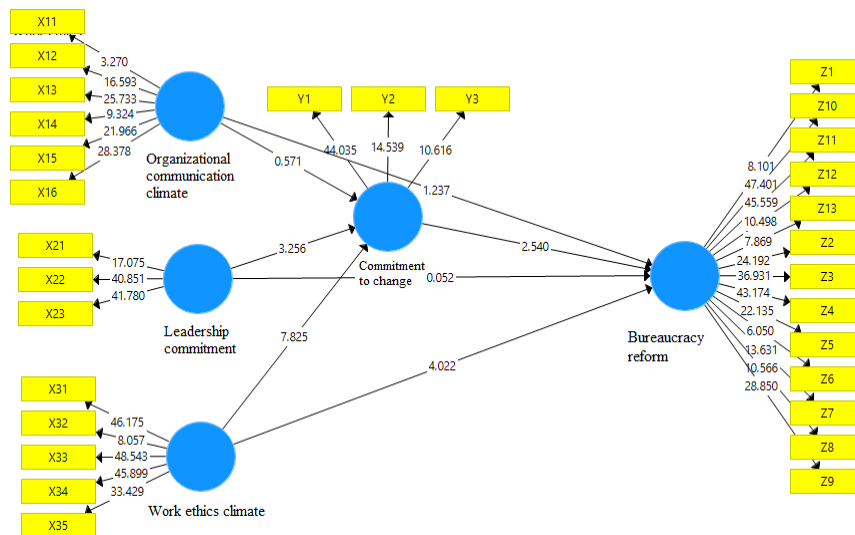 X11
X12
X13
X14
X15
X16
3.270
16.593
25.733
9.324
21.966
28.378
Organizational
communication
climate
0.571
1.237
Y1
Y2
Y3
44.035
14.539
10.616
Commitment
to change
X21
X22
X23
17.075
40.851
41.780
Leadership
commitment
3.256
0.052
2.540
7.825
4.022
X31
X32
X33
X34
X35
46.175
8.057
48.543
45.899
33.429
Work ethics climate
Bureaucracy
reform
8.101
47.401
45.559
10.498
7.869
24.192
36.931
43.174
22.135
6.050
13.631
10.566
28.850
Z1
Z10
Z11
Z12
Z13
Z2
Z3
Z4
Z5
Z6
Z7
Z8
Z9